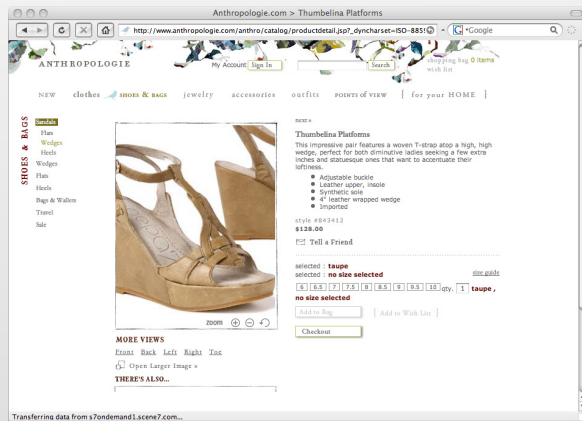 Anthropologie.com > Thumbelina Platforms
http://www.anthropologie.com/anthro/catalog/productdetail.jsp?_dyncharset=ISO-885
Google
ANTHROPOLOGIE
My Account
Sign In
Search
shopping bag 0 items
wish list
NEW clothes SHOES & BAGS jewelry accessories outfits POINTS OF VIEW [ for your HOME ]
SHOES & BAGS
Sandals
Flats
Wedges
Heels
Wedges
Flats
Heels
Bags & Wallets
Travel
Sale
zoom
MORE VIEWS
Front Back Left Right Toe
Open Larger Image »
THERE'S ALSO...
next »
Thumbelina Platforms
This impressive pair features a woven T-strap atop a high, high
wedge, perfect for both diminutive ladies seeking a few extra
inches and statuesque ones that want to accentuate their
loftiness.
● Adjustable buckle
● Leather upper, insole
● Synthetic sole
● 4" leather wrapped wedge
● Imported
style #843413
$128.00
Tell a Friend
selected : taupe
selected : no size selected
size guide
6 6.5 7 7.5 8 8.5 9 9.5 10 qty. 1 taupe ,
no size selected
Add to Bag
[ Add to Wish List ]
Checkout
Transferring data from s7ondemand1.scene7.com...